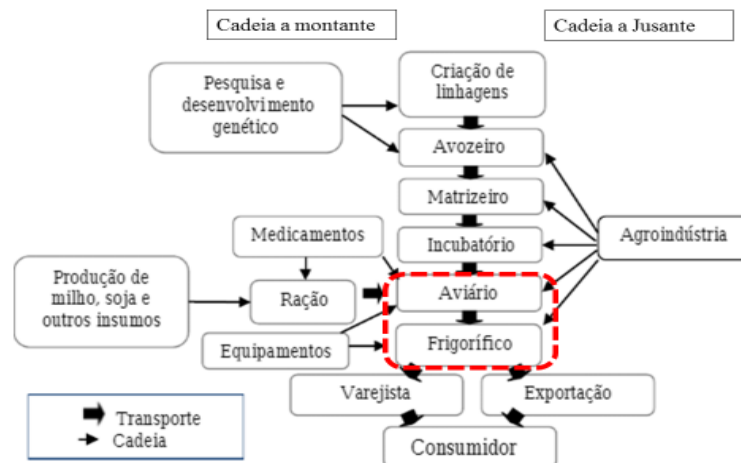 Cadeia a montante
Cadeia a Jusante
Pesquisa e
desenvolvimento
genético
Criação de
linhagens
Avozeiro
Matrizeiro
Medicamentos
Incubatório
Agroindústria
Produção de
milho, soja e
outros insumos
Ração
Aviário
Equipamentos
Frigorífico
Varejista
Exportação
Transporte
Cadeia
Consumidor